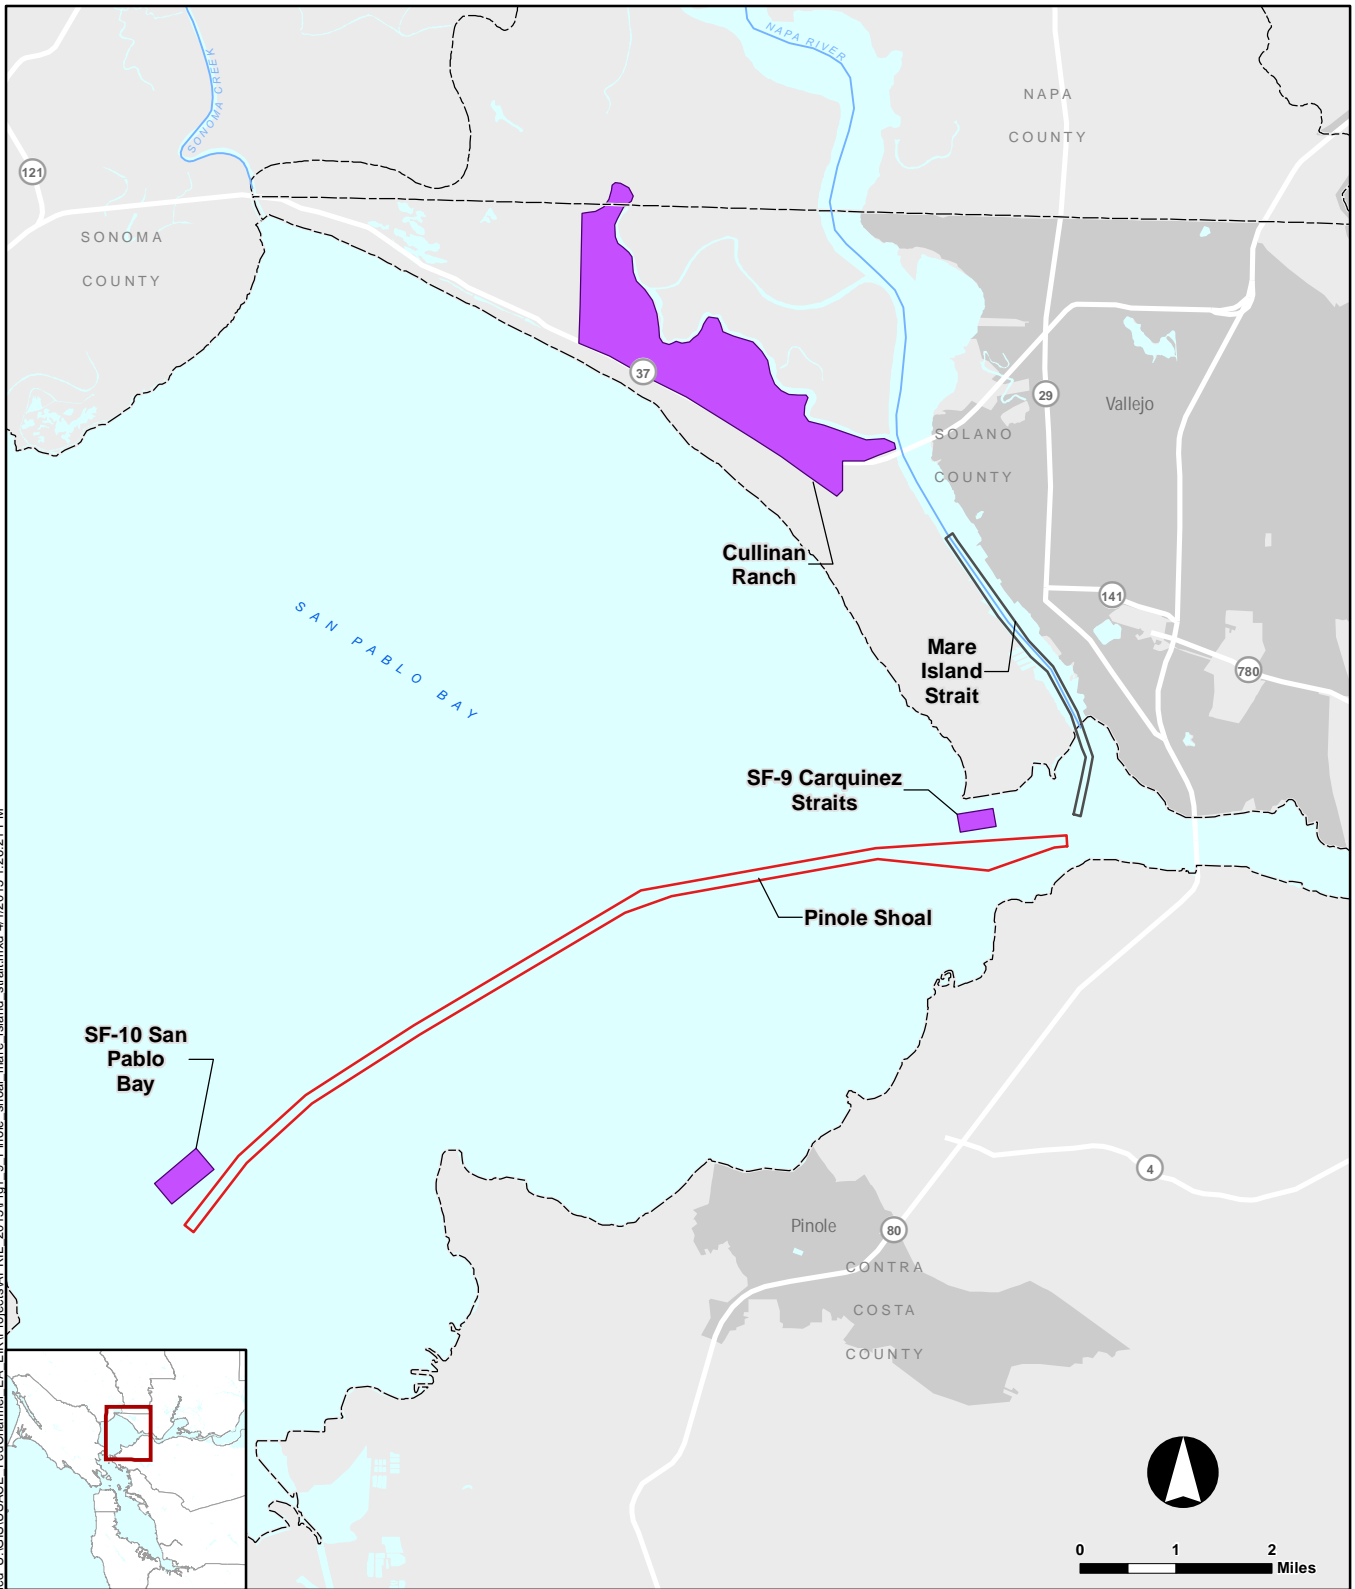 NAPA RIVER
SONOMA CREEK
NAPA
COUNTY
121
SONOMA
COUNTY
37
29
Vallejo
SOLANO
COUNTY
Cullinan
Ranch
141
SAN PABLO BAY
Mare
Island
Strait
780
SF-9 Carquinez
Straits
Pinole Shoal
SF-10 San
Pablo
Bay
4
Pinole
80
CONTRA
COSTA
COUNTY
0 1 2
Miles